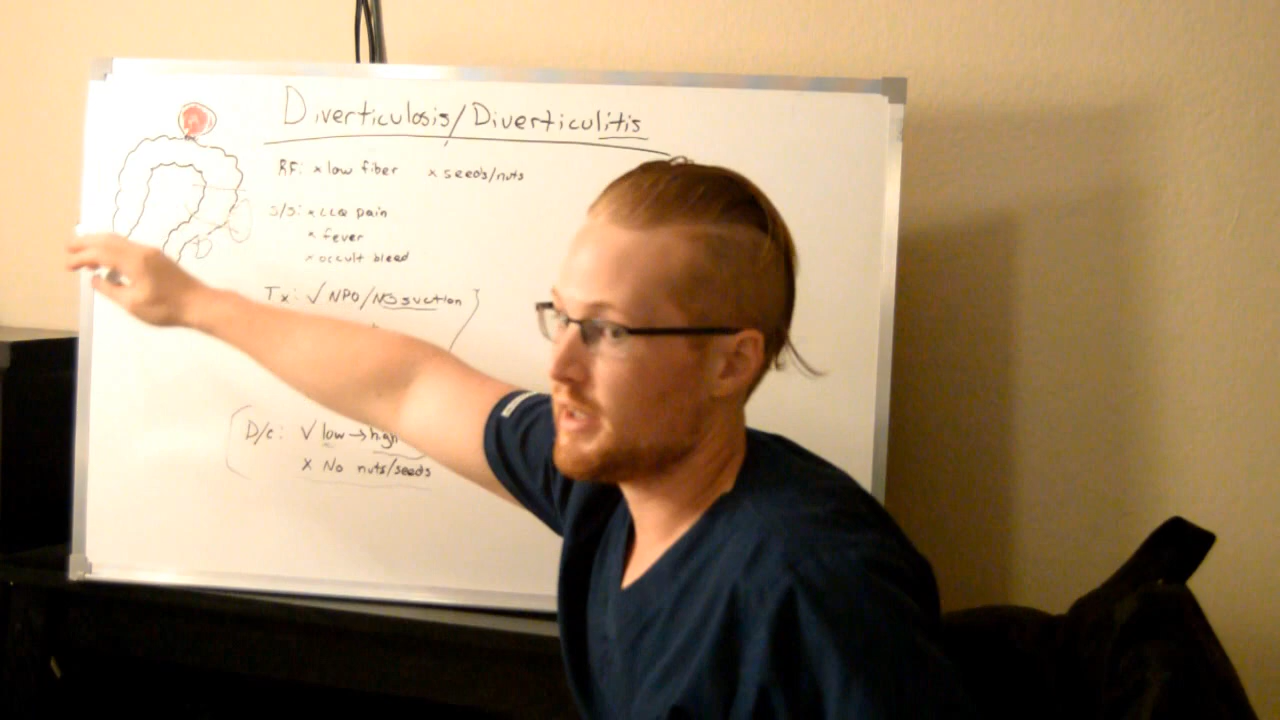 Diverticulosis/Diverticulitis
RF: x low fiber x seeds/nuts
S/S: x LLQ pain
x fever
x occult bleed
Tx: √ NPO/NG suction
D/c: √ low → high
x No nuts/seeds